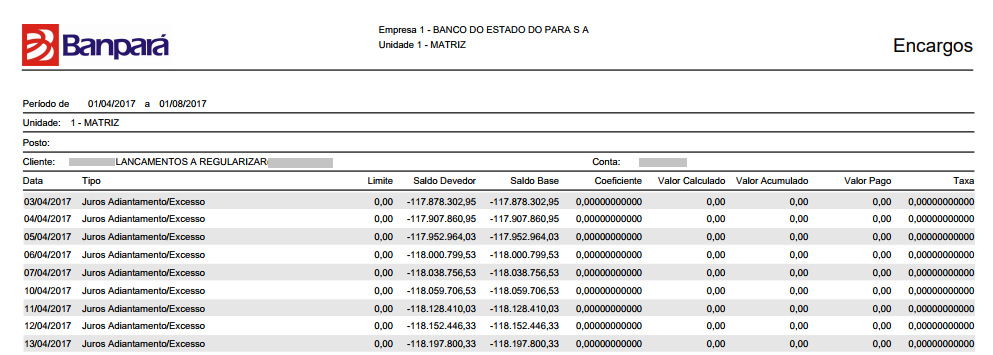 Banpará
Empresa 1 - BANCO DO ESTADO DO PARA S A
Unidade 1 - MATRIZ
Encargos
Período de 01/04/2017 a 01/08/2017
Unidade: 1 - MATRIZ
Posto:
Cliente: LANCAMENTOS A REGULARIZAR Conta:
Data Tipo Limite Saldo Devedor Saldo Base Coeficiente Valor Calculado Valor Acumulado Valor Pago Taxa
03/04/2017 Juros Adiantamento/Excesso 0,00 -117.878.302,95 -117.878.302,95 0,00000000000 0,00 0,00 0,00 0,00000000000
04/04/2017 Juros Adiantamento/Excesso 0,00 -117.907.860,95 -117.907.860,95 0,00000000000 0,00 0,00 0,00 0,00000000000
05/04/2017 Juros Adiantamento/Excesso 0,00 -117.952.964,03 -117.952.964,03 0,00000000000 0,00 0,00 0,00 0,00000000000
06/04/2017 Juros Adiantamento/Excesso 0,00 -118.000.799,53 -118.000.799,53 0,00000000000 0,00 0,00 0,00 0,00000000000
07/04/2017 Juros Adiantamento/Excesso 0,00 -118.038.756,53 -118.038.756,53 0,00000000000 0,00 0,00 0,00 0,00000000000
10/04/2017 Juros Adiantamento/Excesso 0,00 -118.059.706,53 -118.059.706,53 0,00000000000 0,00 0,00 0,00 0,00000000000
11/04/2017 Juros Adiantamento/Excesso 0,00 -118.128.410,03 -118.128.410,03 0,00000000000 0,00 0,00 0,00 0,00000000000
12/04/2017 Juros Adiantamento/Excesso 0,00 -118.152.446,33 -118.152.446,33 0,00000000000 0,00 0,00 0,00 0,00000000000
13/04/2017 Juros Adiantamento/Excesso 0,00 -118.197.800,33 -118.197.800,33 0,00000000000 0,00 0,00 0,00 0,00000000000